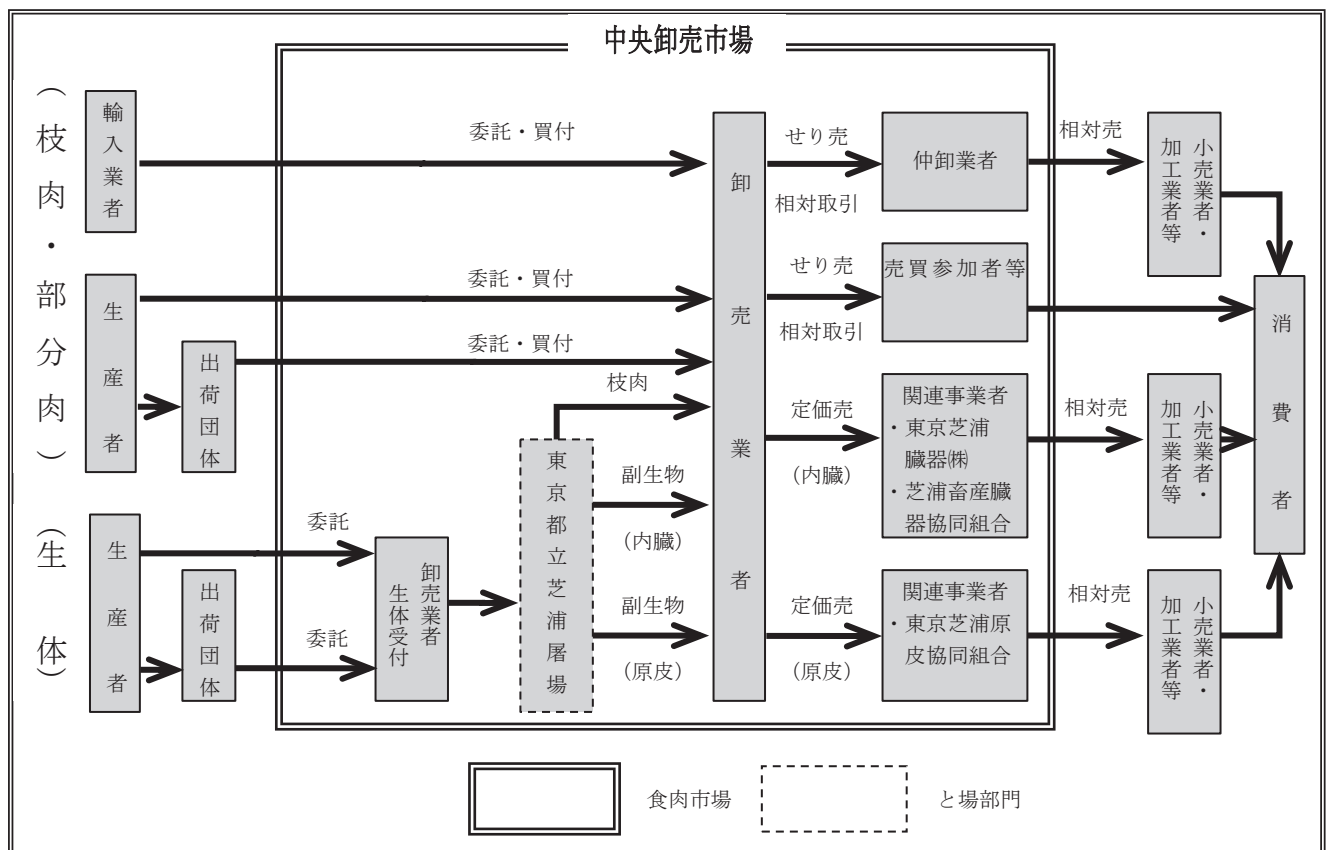 中央卸売市場
(枝肉・部分肉)
輸入業者
委託・買付
生産者
委託・買付
出荷団体
委託・買付
(生体)
生産者
委託
出荷団体
委託
卸売業者
生体受付
東京都立芝浦屠場
枝肉
副生物
(内臓)
副生物
(原皮)
卸売業者
せり売
相対取引
仲卸業者
相対売
小売業者・
加工業者等
せり売
相対取引
売買参加者等
定価売
(内臓)
関連事業者
・東京芝浦
臓器㈱
・芝浦畜産臓
器協同組合
相対売
小売業者・
加工業者等
定価売
(原皮)
関連事業者
・東京芝浦原
皮協同組合
相対売
小売業者・
加工業者等
消費者
食肉市場
と場部門